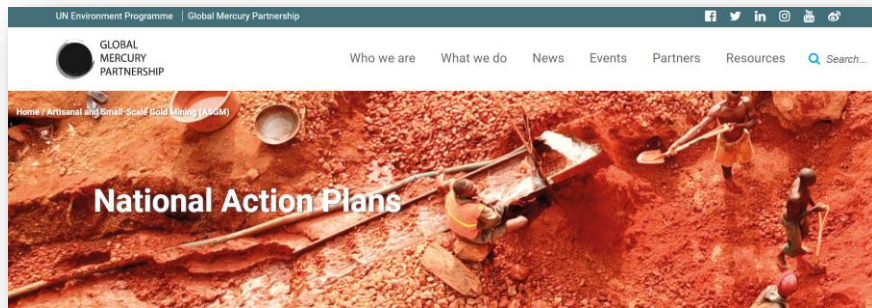 UN Environment Programme | Global Mercury Partnership
GLOBAL
MERCURY
PARTNERSHIP
Who we are What we do News Events Partners Resources Search...
Home / Artisanal and Small-Scale Gold Mining (ASGM)
National Action Plans